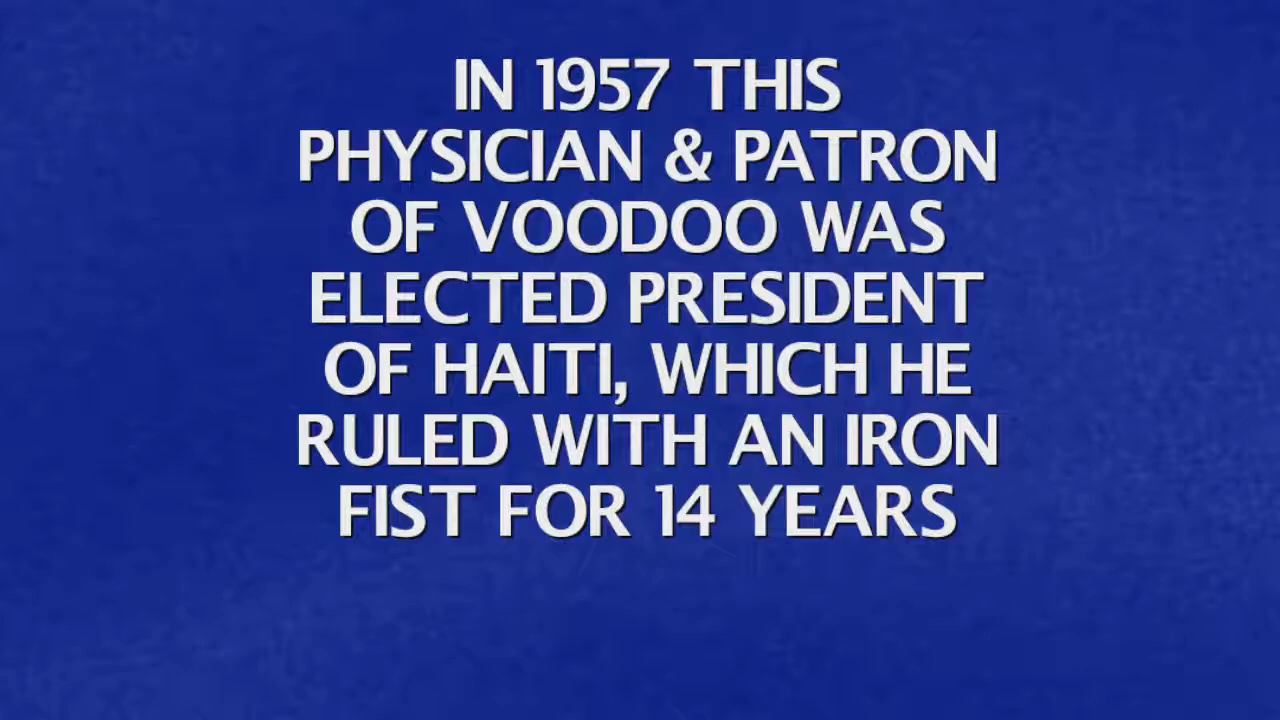 IN 1957 THIS
PHYSICIAN & PATRON
OF VOODOO WAS
ELECTED PRESIDENT
OF HAITI, WHICH HE
RULED WITH AN IRON
FIST FOR 14 YEARS